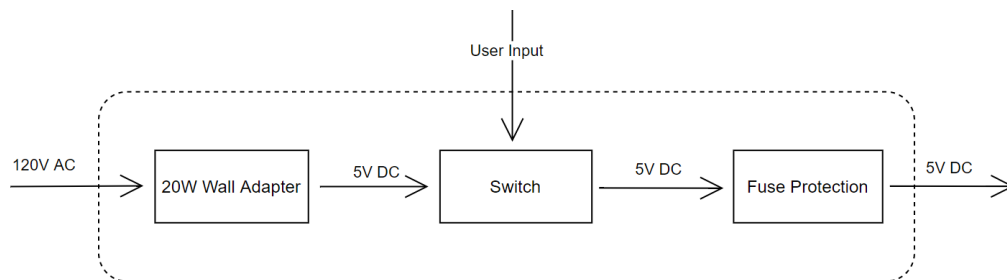 User Input
120V AC
20W Wall Adapter
5V DC
Switch
5V DC
Fuse Protection
5V DC